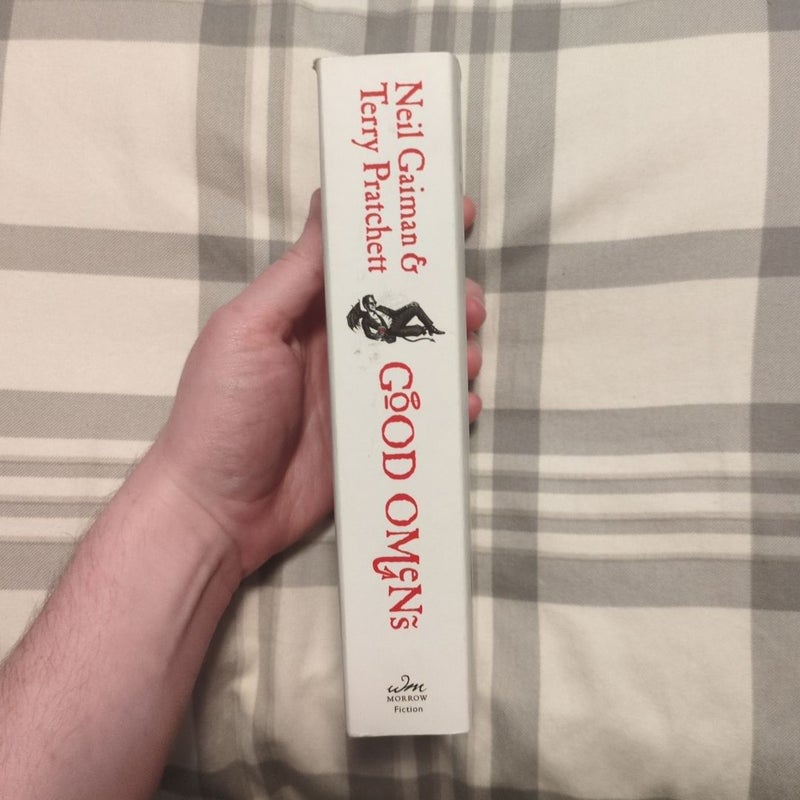 Neil Gaiman &
Terry Pratchett
GOOD OMENS
wm
MORROW
Fiction